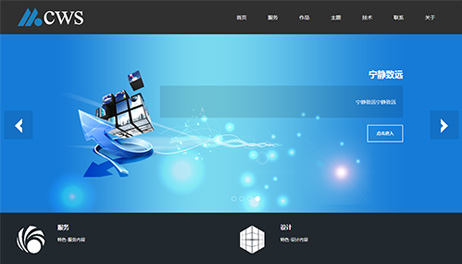 CWS
首页 服务 作品 主题 技术 联系 关于
宁静致远
宁静致远宁静致远
点击进入
服务 设计
特色·服务内容 特色·设计内容